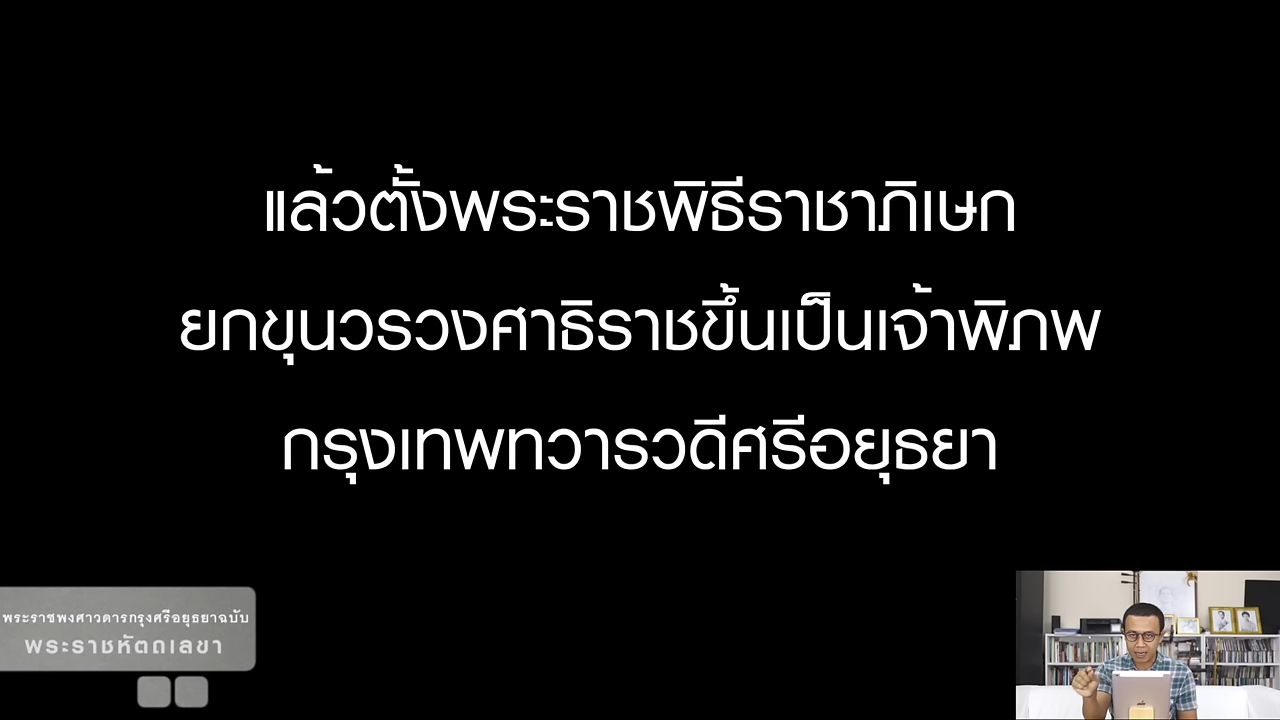 แล้วตั้งพระราชพิธีราชาภิเษก
ยกขุนวรวงศาธิราชขึ้นเป็นเจ้าพิภพ
กรุงเทพทวารวดีศรีอยุธยา
พระราชพงศาวดารกรุงศรีอยุธยาฉบับ
พระราชหัตถเลขา